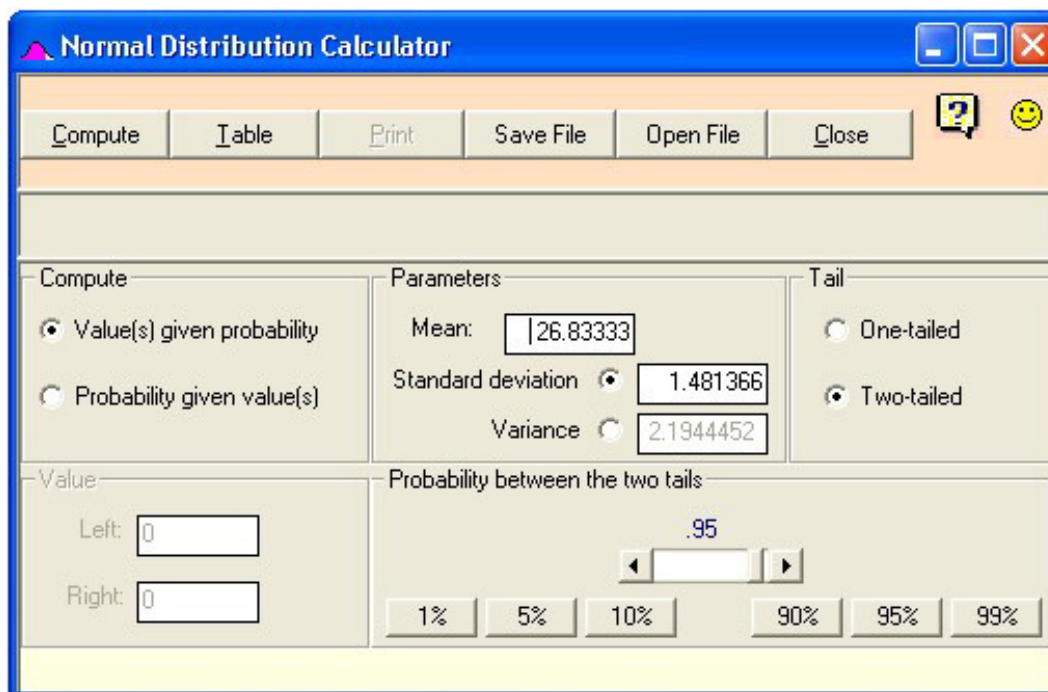 Normal Distribution Calculator
Compute Table Print Save File Open File Close ?
Compute
Value(s) given probability
Probability given value(s)
Parameters
Mean: 26.83333
Standard deviation 1.481366
Variance 2.1944452
Tail
One-tailed
Two-tailed
Value
Left: 0
Right: 0
Probability between the two tails
.95
1% 5% 10% 90% 95% 99%